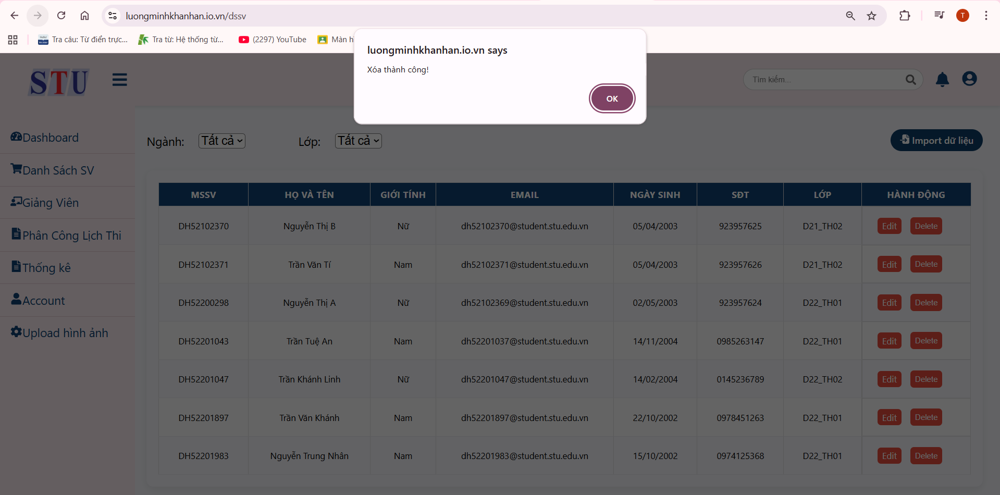 luongminhkhanhan.io.vn/dssv
T
Tra câu: Từ điển trực...
Tra từ: Hệ thống từ...
(2297) YouTube
Màn h
luongminhkhanhan.io.vn says
Xóa thành công!
OK
STU
Tìm kiếm...
Dashboard
Danh Sách SV
Giảng Viên
Phân Công Lịch Thi
Thống kê
Account
Upload hình ảnh
Ngành: Tất cả Lớp: Tất cả Import dữ liệu
MSSV HỌ VÀ TÊN GIỚI TÍNH EMAIL NGÀY SINH SĐT LỚP HÀNH ĐỘNG
DH52102370 Nguyễn Thị B Nữ dh52102370@student.stu.edu.vn 05/04/2003 923957625 D21_TH02 Edit Delete
DH52102371 Trần Văn Tí Nam dh52102371@student.stu.edu.vn 05/04/2003 923957626 D21_TH02 Edit Delete
DH52200298 Nguyễn Thị A Nữ dh52102369@student.stu.edu.vn 02/05/2003 923957624 D22_TH01 Edit Delete
DH52201043 Trần Tuệ An Nam dh52201037@student.stu.edu.vn 14/11/2004 0985263147 D22_TH01 Edit Delete
DH52201047 Trần Khánh Linh Nữ dh52201047@student.stu.edu.vn 14/02/2004 0145236789 D22_TH02 Edit Delete
DH52201897 Trần Văn Khánh Nam dh52201897@student.stu.edu.vn 22/10/2002 0978451263 D22_TH01 Edit Delete
DH52201983 Nguyễn Trung Nhân Nam dh52201983@student.stu.edu.vn 15/10/2002 0974125368 D22_TH01 Edit Delete